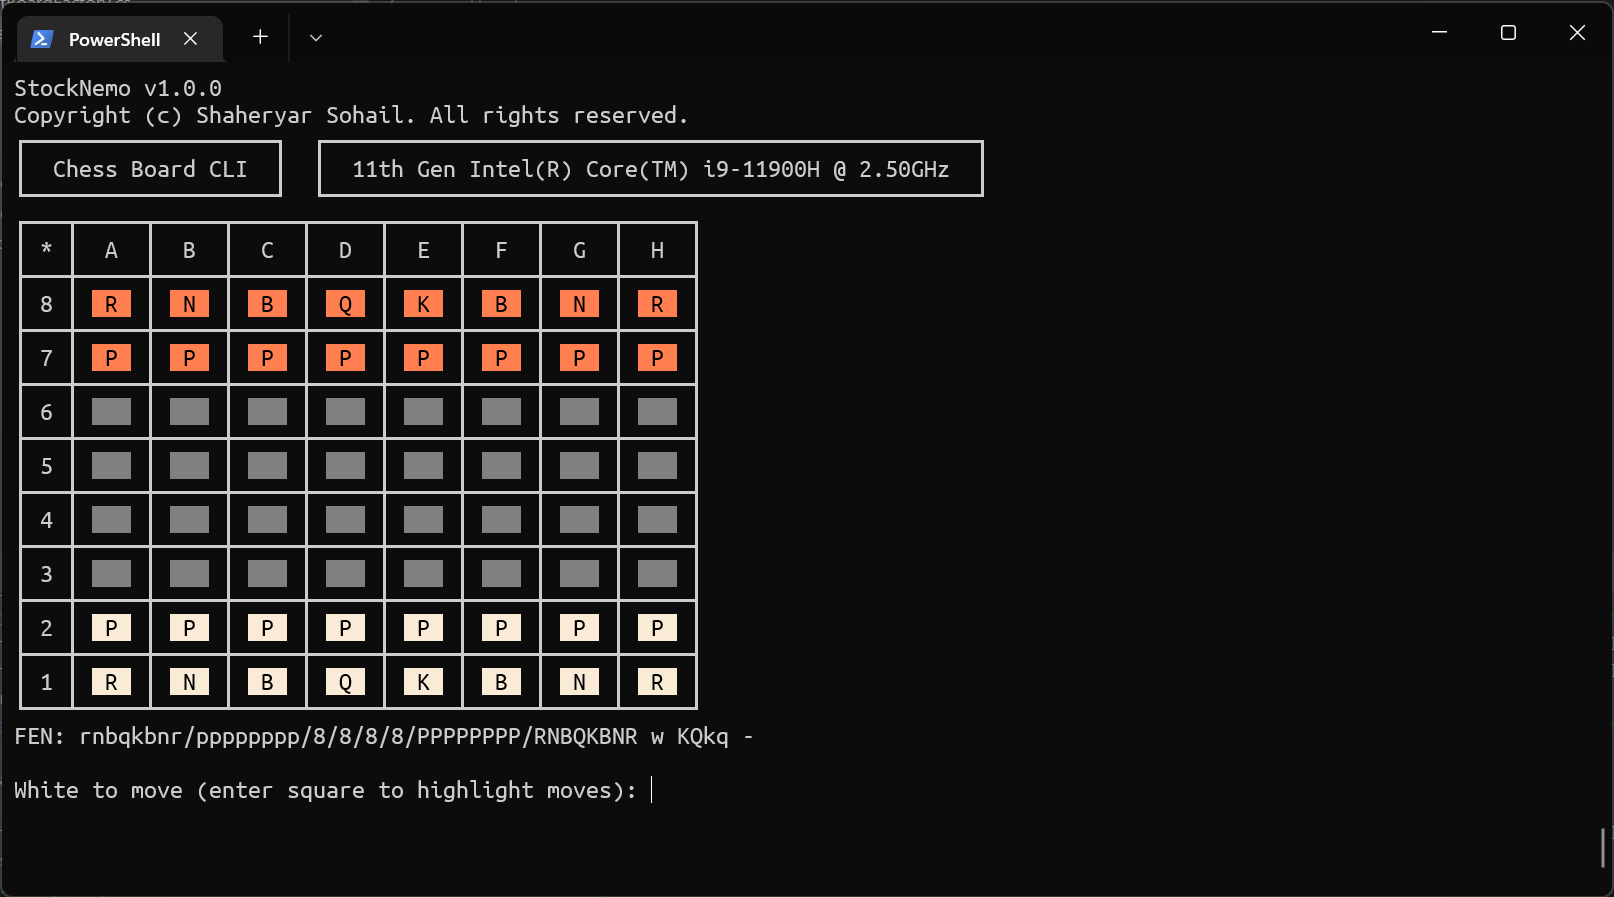 PowerShell
StockNemo v1.0.0
Copyright (c) Shaheryar Sohail. All rights reserved.
Chess Board CLI 11th Gen Intel(R) Core(TM) i9-11900H @ 2.50GHz
* A B C D E F G H
8 R N B Q K B N R
7 P P P P P P P P
6
5
4
3
2 P P P P P P P P
1 R N B Q K B N R
FEN: rnbqkbnr/pppppppp/8/8/8/8/PPPPPPPP/RNBQKBNR w KQkq -
White to move (enter square to highlight moves):